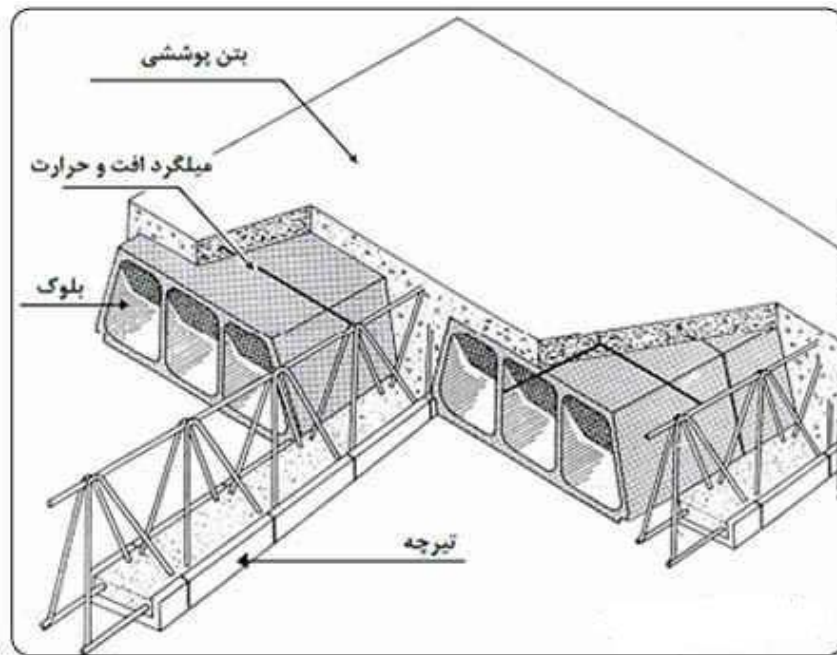 بتن پوششی
میلگرد افت و حرارت
بلوک
تیرچه